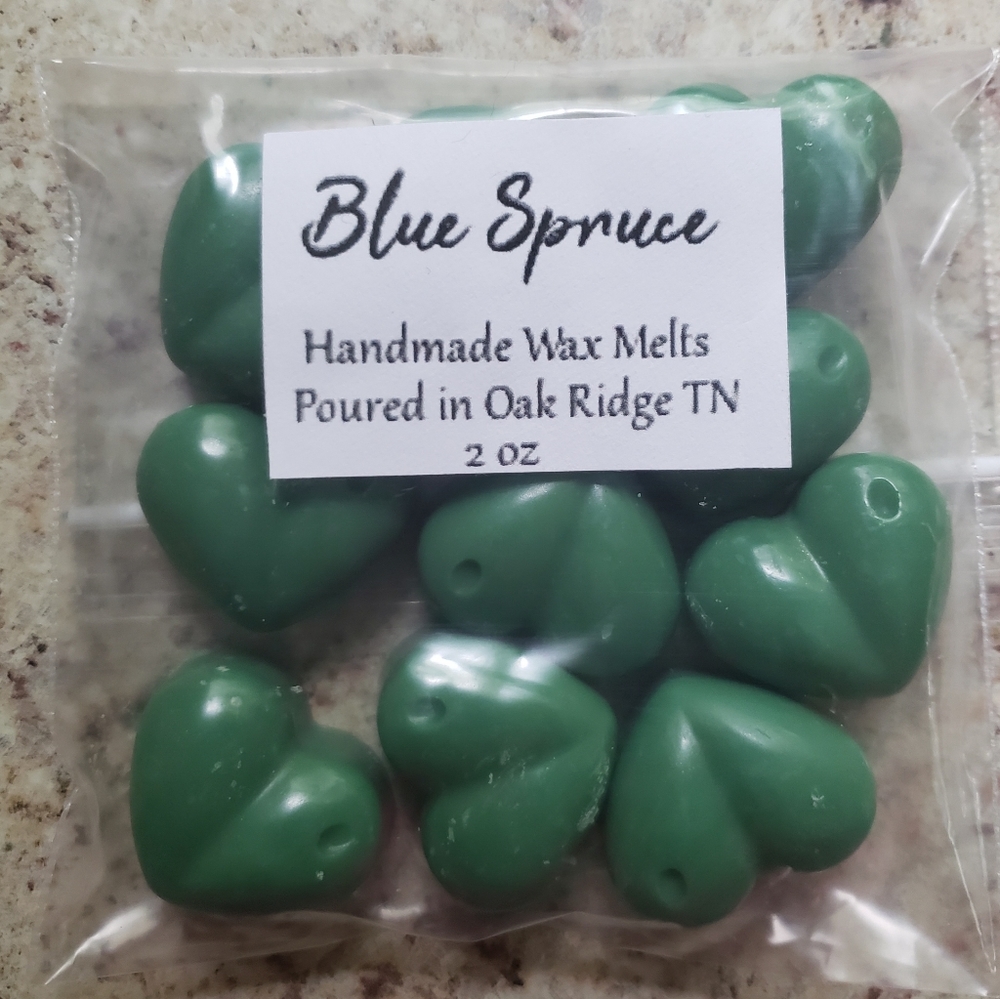 Blue Spruce
Handmade Wax Melts
Poured in Oak Ridge TN
2 oz